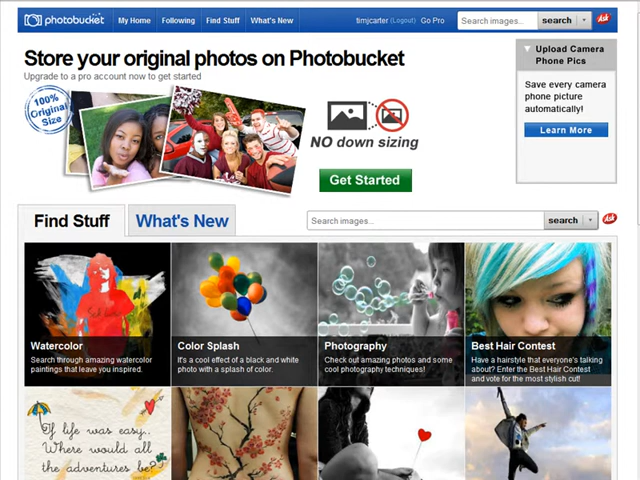 photobucket
My Home
Following
Find Stuff
What's New
timjcarter (Logout) Go Pro
Search images...
search
Ask
Store your original photos on Photobucket
Upgrade to a pro account now to get started
100%
Original
Size
NO down sizing
Get Started
Upload Camera
Phone Pics
Save every camera
phone picture
automatically!
Learn More
Find Stuff
What's New
Search images...
search
Ask
Watercolor
Search through amazing watercolor
paintings that leave you inspired.
Color Splash
It's a cool effect of a black and white
photo with a splash of color.
Photography
Check out amazing photos and some
cool photography techniques!
Best Hair Contest
Have a hairstyle that everyone's talking
about? Enter the Best Hair Contest
and vote for the most stylish cut!
If life was easy..
Where would all
the adventures be?